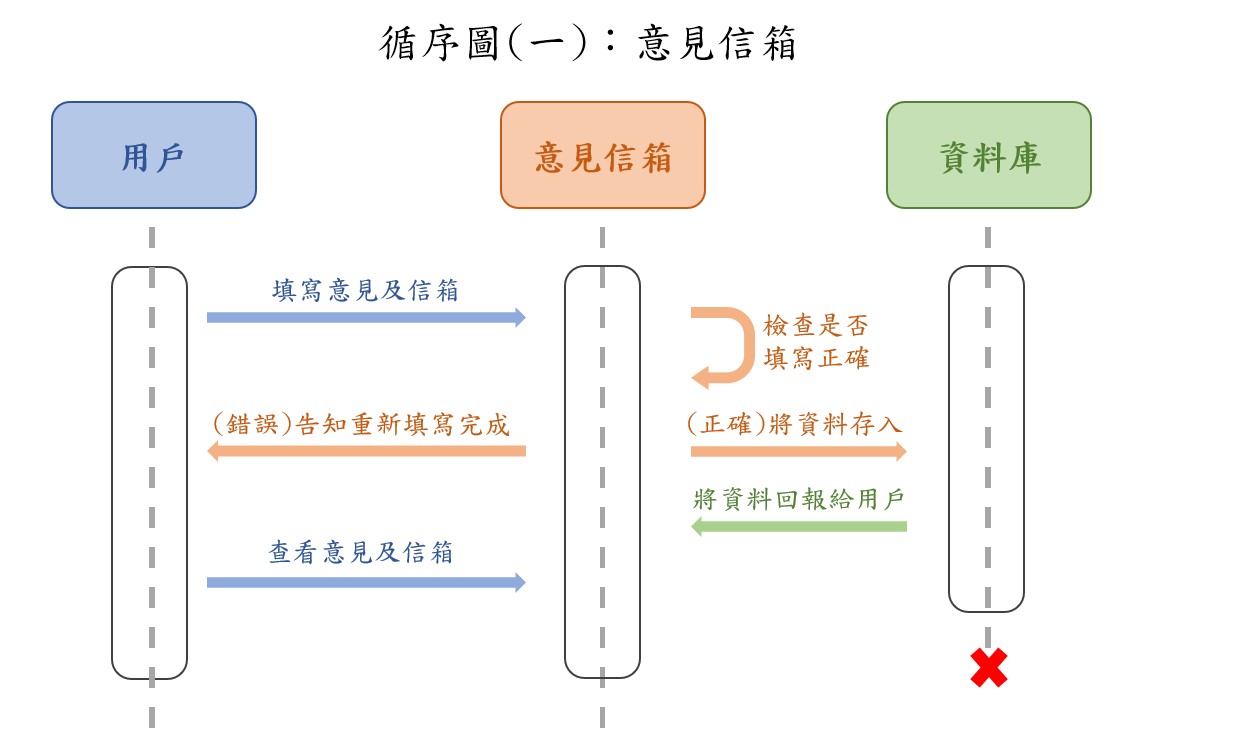 循序圖(一)：意見信箱
用戶
意見信箱
資料庫
填寫意見及信箱
檢查是否
填寫正確
(錯誤)告知重新填寫完成
(正確)將資料存入
將資料回報給用戶
查看意見及信箱